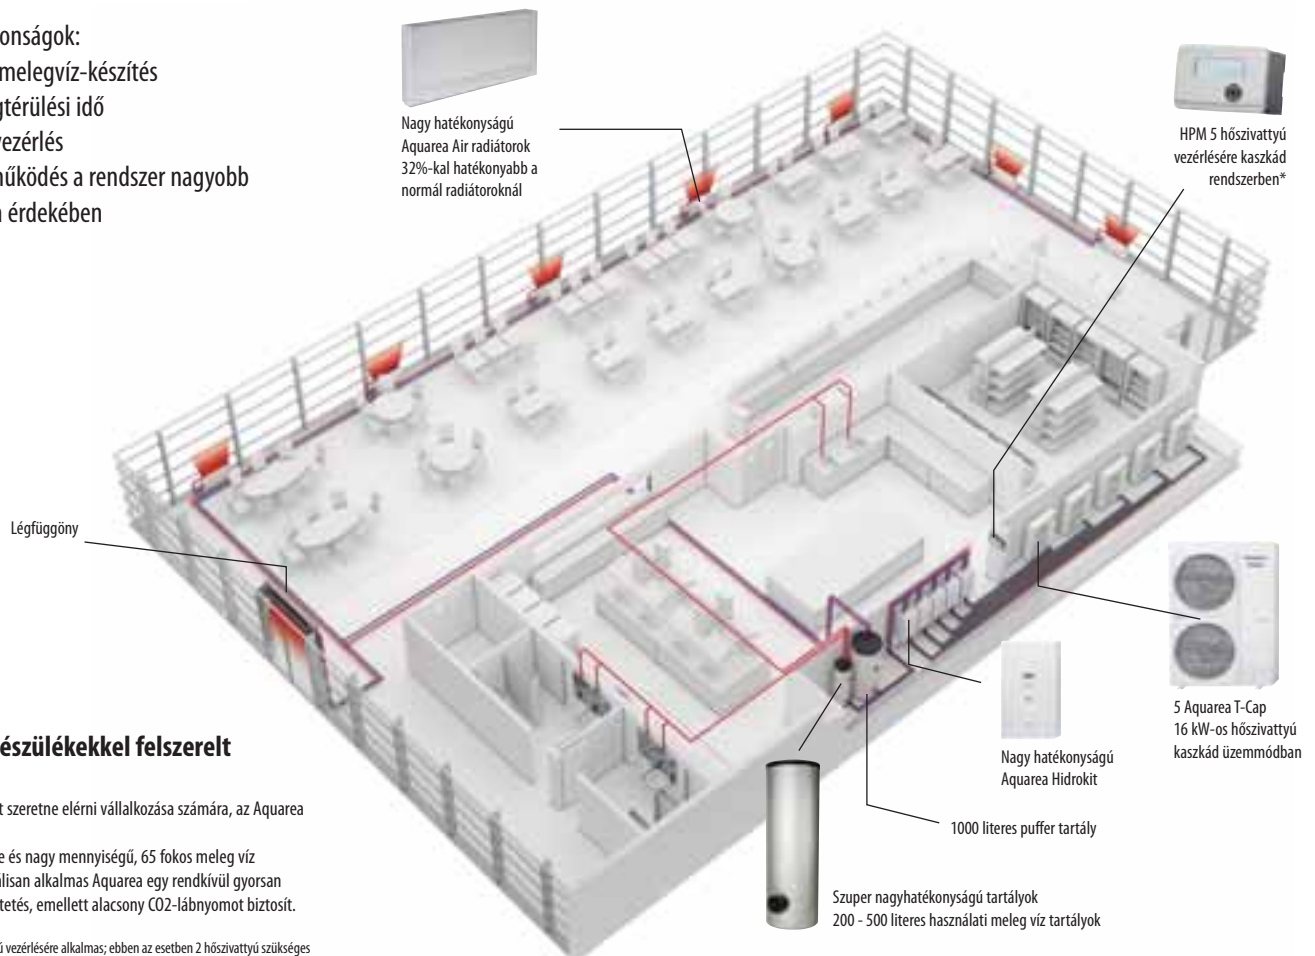 onságok:
melegvíz-készítés
gtérülési idő
vezérlés
működés a rendszer nagyobb
érdekében
Nagy hatékonyságú
Aquarea Air radiátorok
32%-kal hatékonyabb a
normál radiátoroknál
HPM 5 hőszivattyú
vezérlésére kaszkád
rendszerben*
Légfüggöny
5 Aquarea T-Cap
16 kW-os hőszivattyú
kaszkád üzemmódban
Nagy hatékonyságú
Aquarea Hidrokit
1000 literes puffer tartály
Szuper nagyhatékonyságú tartályok
200 - 500 literes használati meleg víz tartályok
észülékekkel felszerelt
t szeretne elérni vállalkozása számára, az Aquarea
e és nagy mennyiségű, 65 fokos meleg víz
álisan alkalmas Aquarea egy rendkívül gyorsan
tetés, emellett alacsony CO2-lábnyomot biztosít.
ú vezérlésére alkalmas; ebben az esetben 2 hőszivattyú szükséges